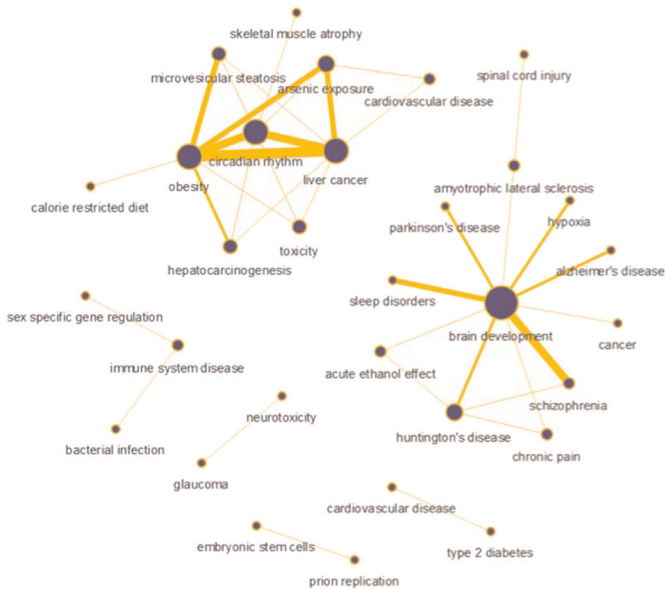 skeletal muscle atrophy
microvesicular steatosis
arsenic exposure
spinal cord injury
cardiovascular disease
circadian rhythm
liver cancer
obesity
amyotrophic lateral sclerosis
calorie restricted diet
parkinson's disease
hypoxia
toxicity
hepatocarcinogenesis
alzheimer's disease
sleep disorders
sex specific gene regulation
brain development
cancer
immune system disease
acute ethanol effect
schizophrenia
neurotoxicity
huntington's disease
bacterial infection
chronic pain
glaucoma
cardiovascular disease
embryonic stem cells
type 2 diabetes
prion replication